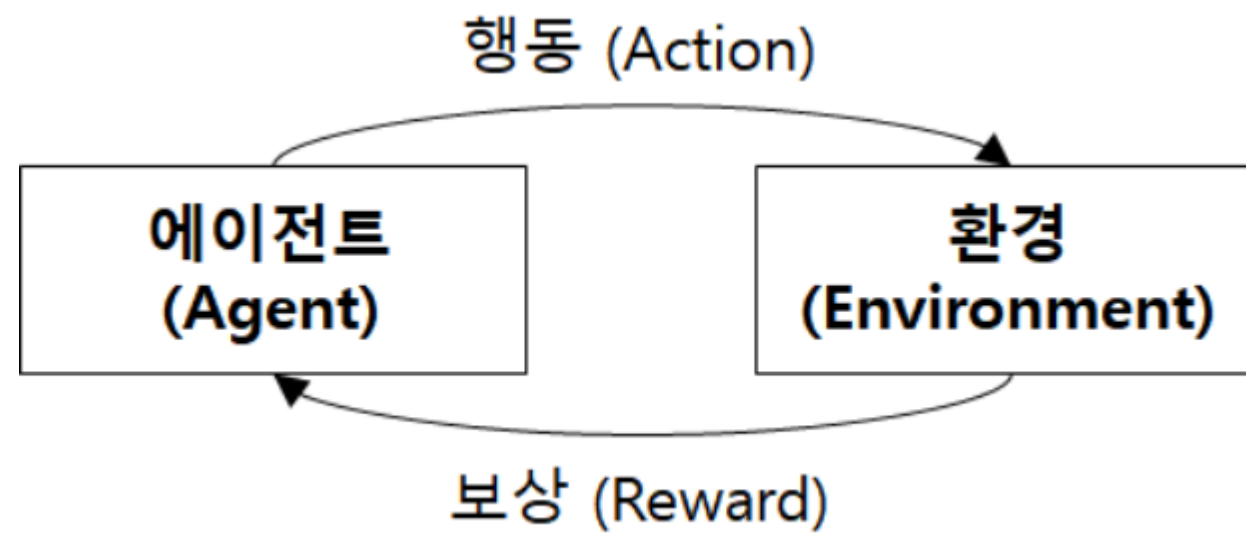 행동 (Action)
에이전트
(Agent)
환경
(Environment)
보상 (Reward)